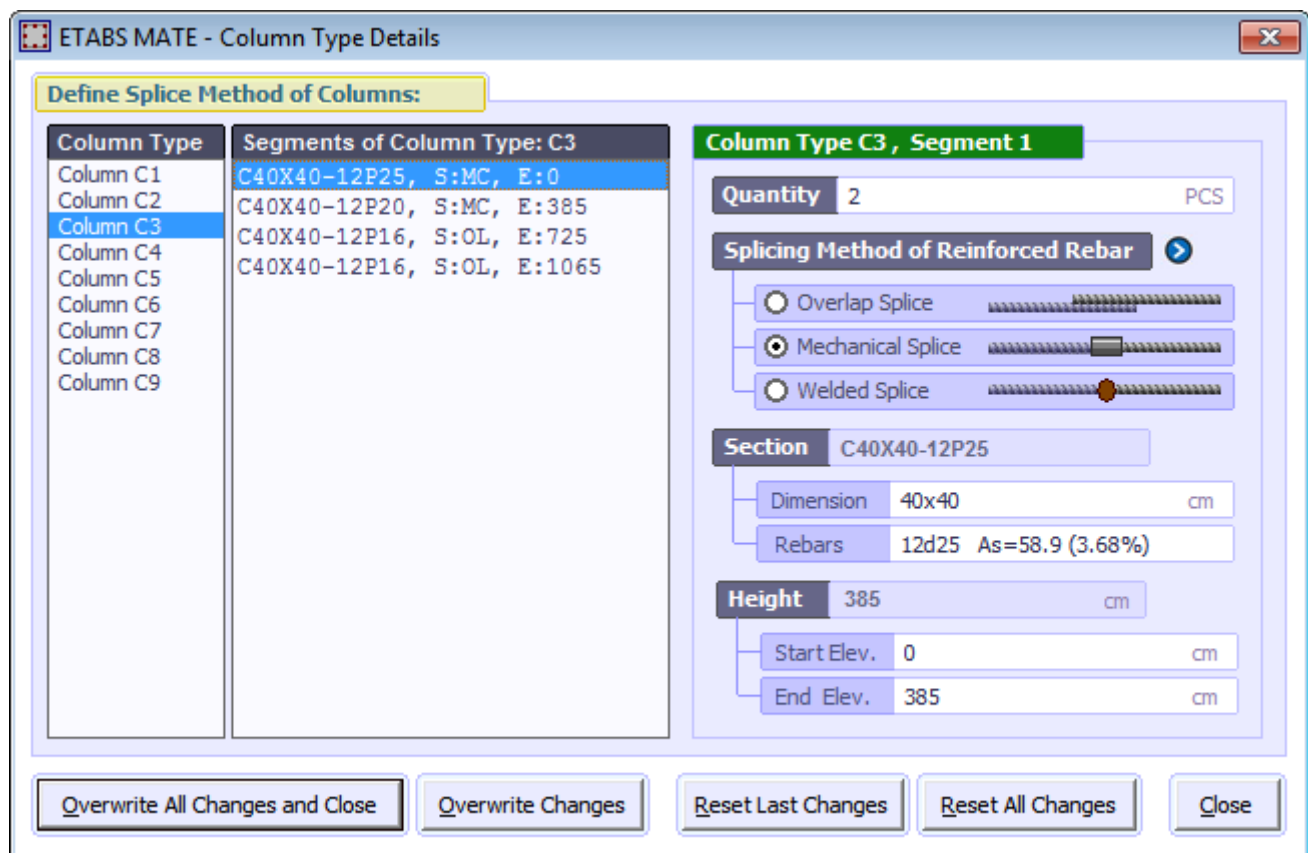 ETABS MATE - Column Type Details
Define Splice Method of Columns:
Column Type
Column C1
Column C2
Column C3
Column C4
Column C5
Column C6
Column C7
Column C8
Column C9
Segments of Column Type: C3
C40X40-12P25, S:MC, E:0
C40X40-12P20, S:MC, E:385
C40X40-12P16, S:OL, E:725
C40X40-12P16, S:OL, E:1065
Column Type C3 , Segment 1
Quantity 2 PCS
Splicing Method of Reinforced Rebar
Overlap Splice
Mechanical Splice
Welded Splice
Section C40X40-12P25
Dimension 40x40 cm
Rebars 12d25 As=58.9 (3.68%)
Height 385 cm
Start Elev. 0 cm
End Elev. 385 cm
Overwrite All Changes and Close Overwrite Changes Reset Last Changes Reset All Changes Close